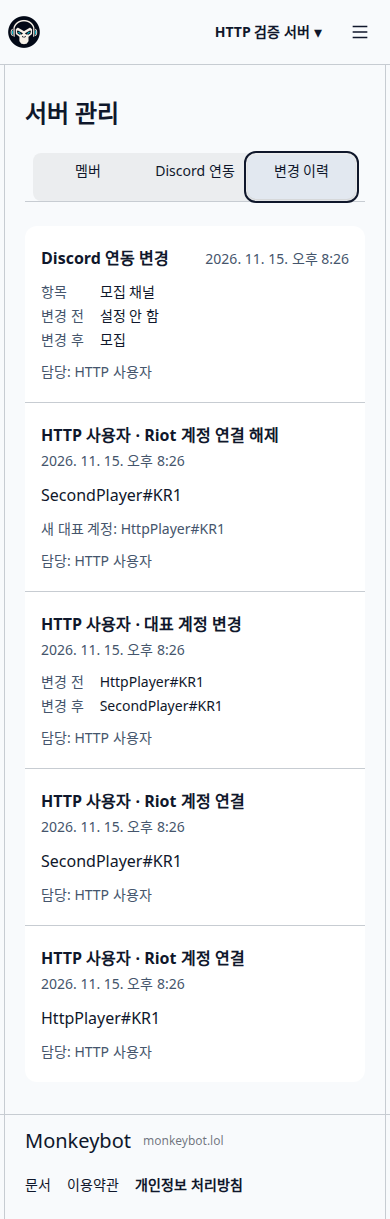 HTTP 검증 서버 ▾
서버 관리
멤버 Discord 연동 변경 이력
Discord 연동 변경 2026. 11. 15. 오후 8:26
항목 모집 채널
변경 전 설정 안 함
변경 후 모집
담당: HTTP 사용자
HTTP 사용자 · Riot 계정 연결 해제
2026. 11. 15. 오후 8:26
SecondPlayer#KR1
새 대표 계정: HttpPlayer#KR1
담당: HTTP 사용자
HTTP 사용자 · 대표 계정 변경
2026. 11. 15. 오후 8:26
변경 전 HttpPlayer#KR1
변경 후 SecondPlayer#KR1
담당: HTTP 사용자
HTTP 사용자 · Riot 계정 연결
2026. 11. 15. 오후 8:26
SecondPlayer#KR1
담당: HTTP 사용자
HTTP 사용자 · Riot 계정 연결
2026. 11. 15. 오후 8:26
HttpPlayer#KR1
담당: HTTP 사용자
Monkeybot monkeybot.lol
문서 이용약관 개인정보 처리방침